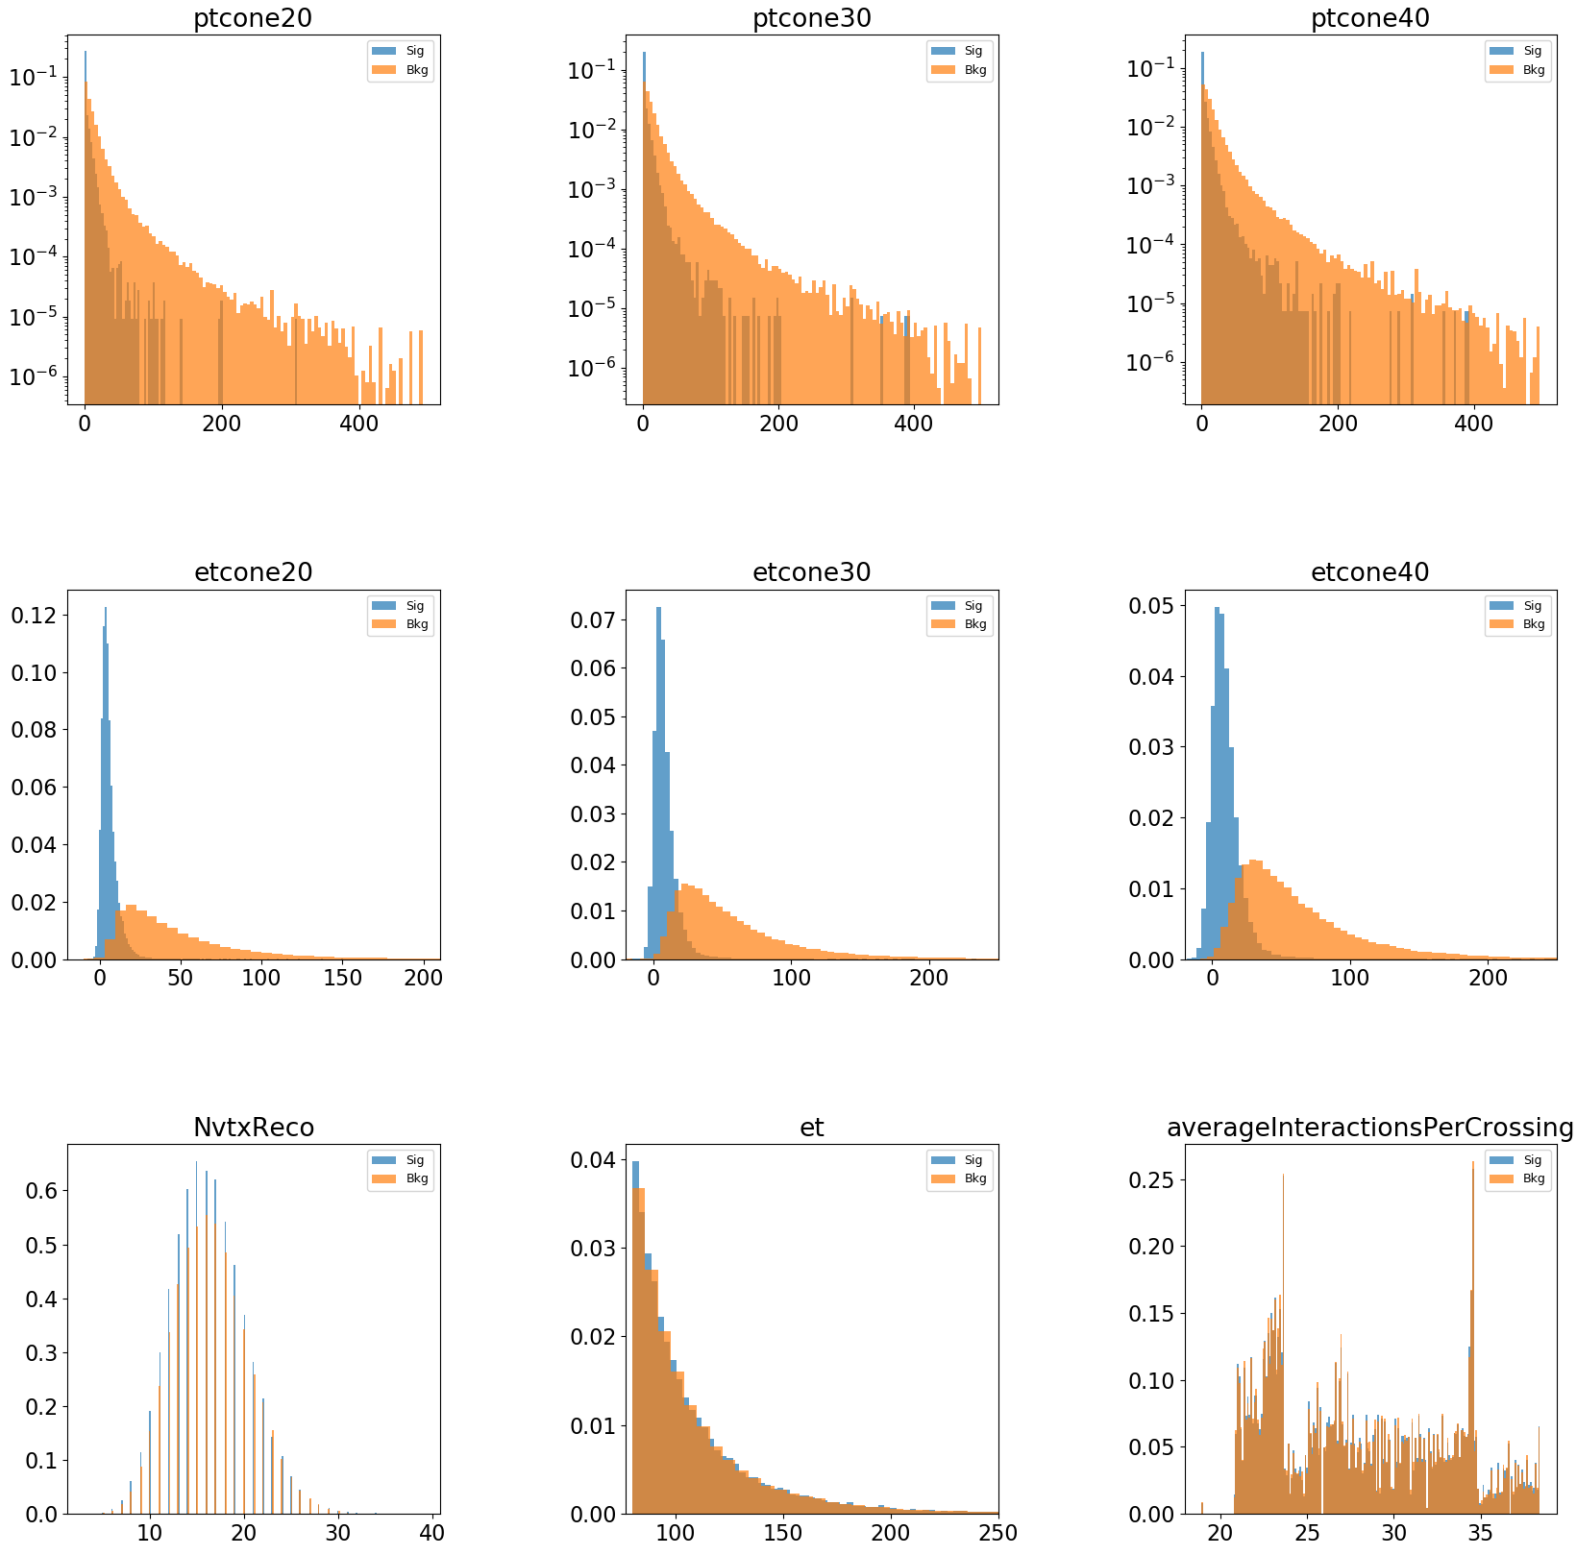 ptcone20 ptcone30 ptcone40
Sig
Bkg
10⁻¹
10⁻²
10⁻³
10⁻⁴
10⁻⁵
10⁻⁶
0 200 400
Sig
Bkg
10⁻¹
10⁻²
10⁻³
10⁻⁴
10⁻⁵
10⁻⁶
0 200 400
Sig
Bkg
10⁻¹
10⁻²
10⁻³
10⁻⁴
10⁻⁵
10⁻⁶
0 200 400
etcone20 etcone30 etcone40
Sig
Bkg
0.12
0.10
0.08
0.06
0.04
0.02
0.00
0 50 100 150 200
Sig
Bkg
0.07
0.06
0.05
0.04
0.03
0.02
0.01
0.00
0 100 200
Sig
Bkg
0.05
0.04
0.03
0.02
0.01
0.00
0 100 200
NvtxReco et averageInteractionsPerCrossing
Sig
Bkg
0.6
0.5
0.4
0.3
0.2
0.1
0.0
10 20 30 40
Sig
Bkg
0.04
0.03
0.02
0.01
0.00
100 150 200 250
Sig
Bkg
0.25
0.20
0.15
0.10
0.05
0.00
20 25 30 35